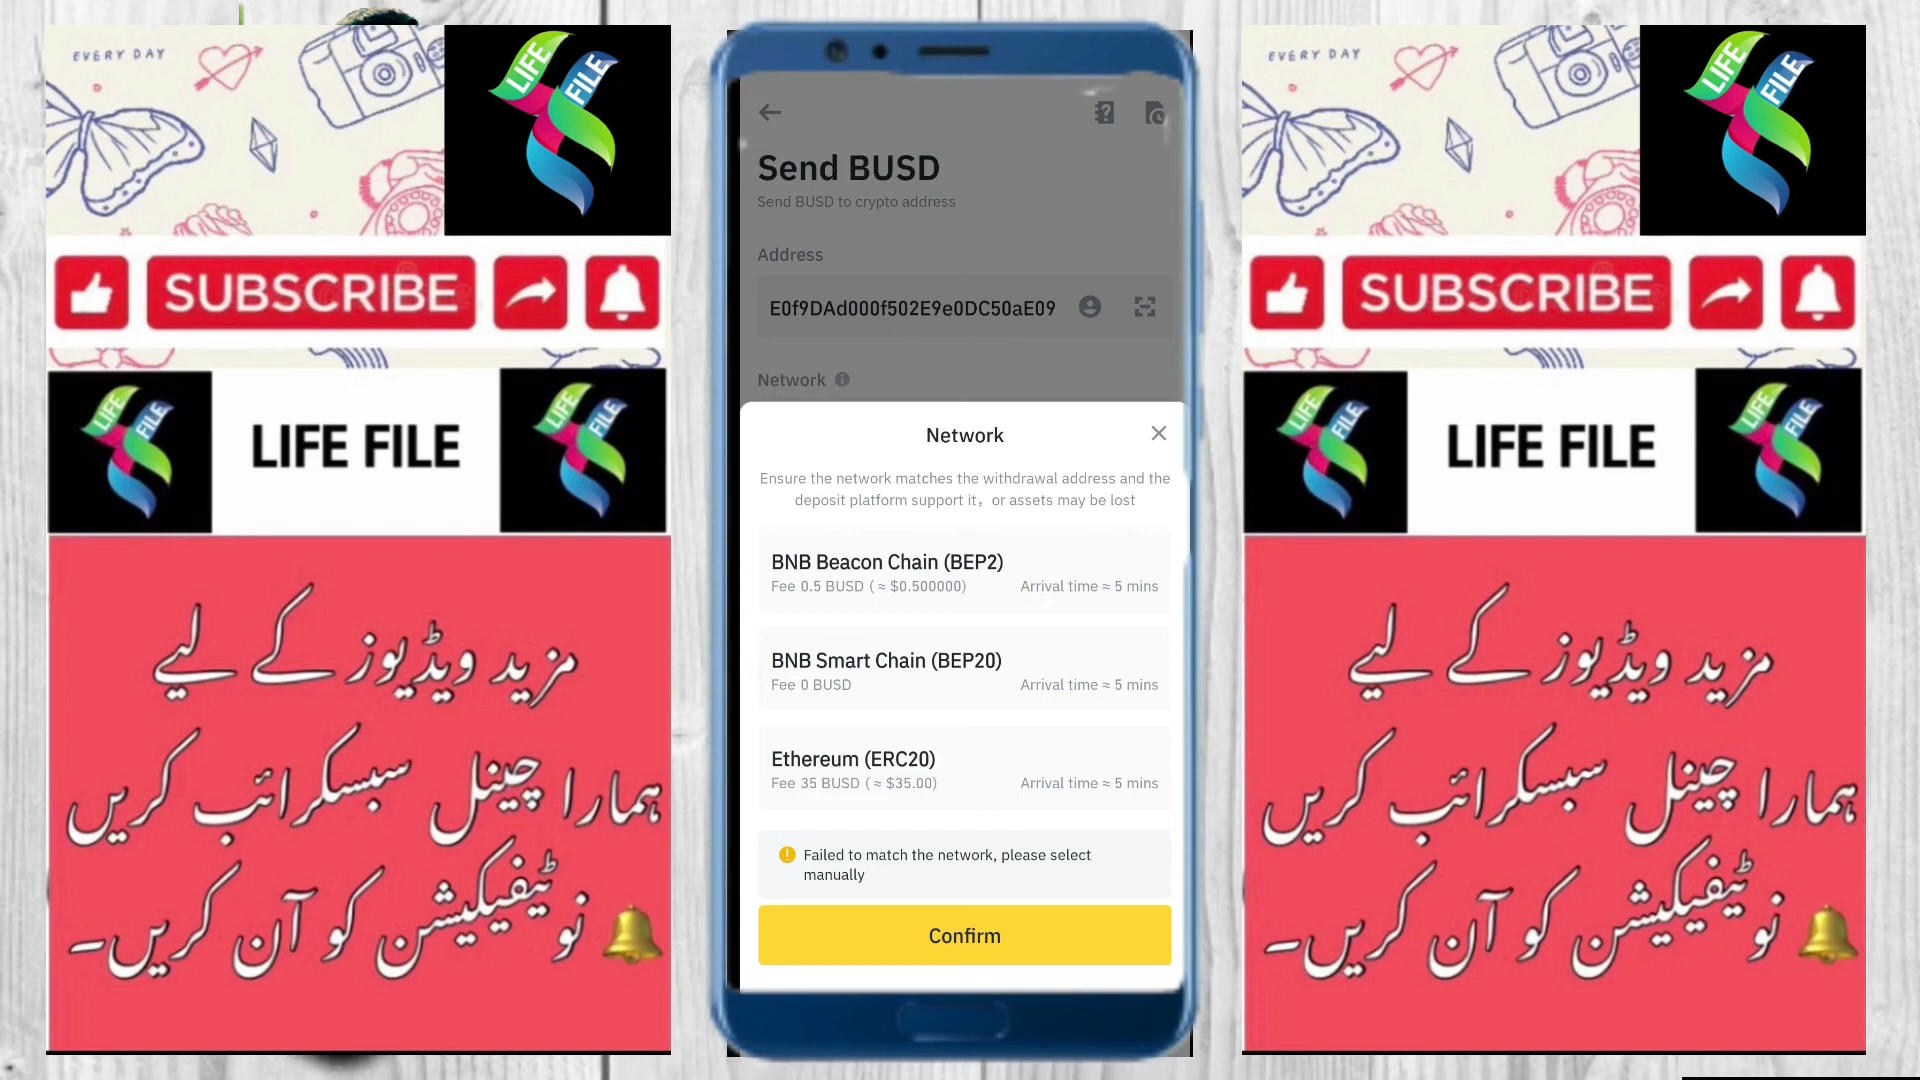 EVERY DAY
LIFE FILE
SUBSCRIBE
LIFE FILE
LIFE FILE
LIFE FILE
مزید ویڈیوز کے لیے
ہمارا چینل سبسکرائب کریں
نوٹیفیکیشن کو آن کریں۔
Send BUSD
Send BUSD to crypto address
Address
E0f9DAd000f502E9e0DC50aE09
Network
Network
Ensure the network matches the withdrawal address and the
deposit platform support it, or assets may be lost
BNB Beacon Chain (BEP2)
Fee 0.5 BUSD ( ≈ $0.500000) Arrival time ≈ 5 mins
BNB Smart Chain (BEP20)
Fee 0 BUSD Arrival time ≈ 5 mins
Ethereum (ERC20)
Fee 35 BUSD ( ≈ $35.00) Arrival time ≈ 5 mins
Failed to match the network, please select
manually
Confirm
EVERY DAY
LIFE FILE
SUBSCRIBE
LIFE FILE
LIFE FILE
LIFE FILE
مزید ویڈیوز کے لیے
ہمارا چینل سبسکرائب کریں
نوٹیفیکیشن کو آن کریں۔